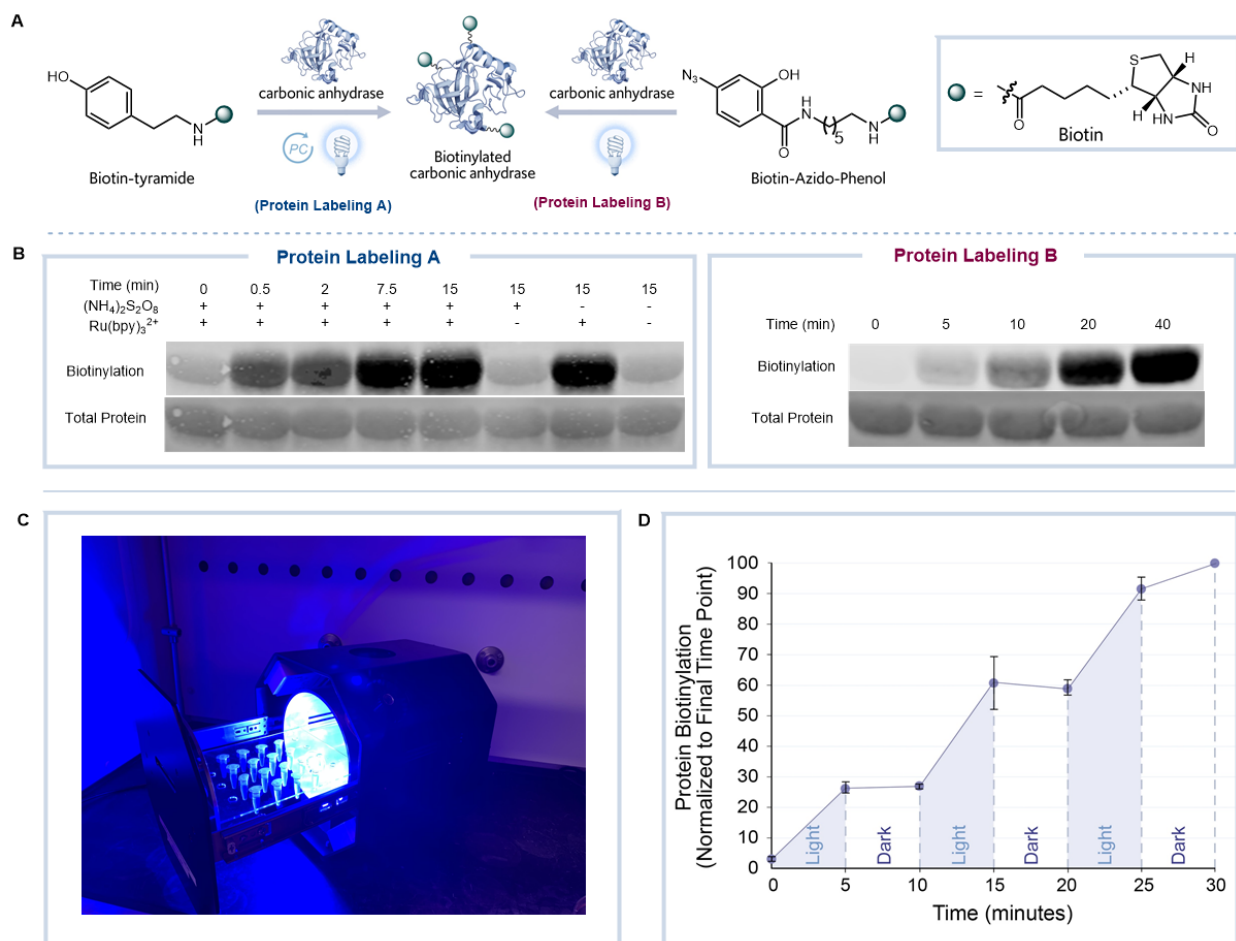 A
HO
N
H
Biotin-tyramide
carbonic anhydrase
PC
(Protein Labeling A)
Biotinylated
carbonic anhydrase
carbonic anhydrase
(Protein Labeling B)
N₃
OH
H
N
O
( )₅
N
H
Biotin-Azido-Phenol
=
O
S
H
H
NH
NH
O
Biotin
B
Protein Labeling A
Time (min) 0 0.5 2 7.5 15 15 15 15
(NH₄)₂S₂O₈ + + + + + + - -
Ru(bpy)₃²⁺ + + + + + - + -
Biotinylation
Total Protein
Protein Labeling B
Time (min) 0 5 10 20 40
Biotinylation
Total Protein
C
D
Protein Biotinylation
(Normalized to Final Time Point)
100
90
80
70
60
50
40
30
20
10
0
Light Dark Light Dark Light Dark
0 5 10 15 20 25 30
Time (minutes)